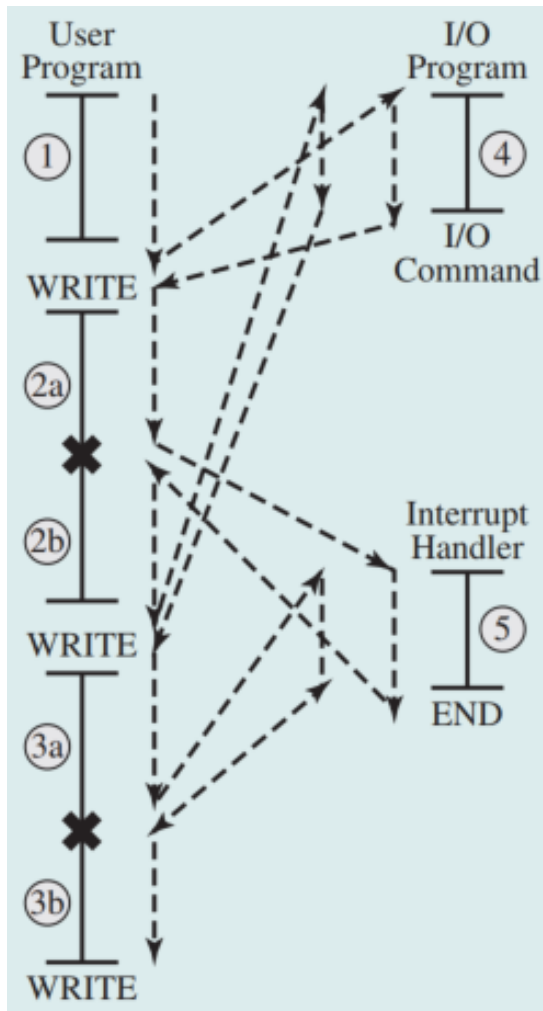 User
Program
1
WRITE
2a
2b
WRITE
3a
3b
WRITE
I/O
Program
4
I/O
Command
Interrupt
Handler
5
END